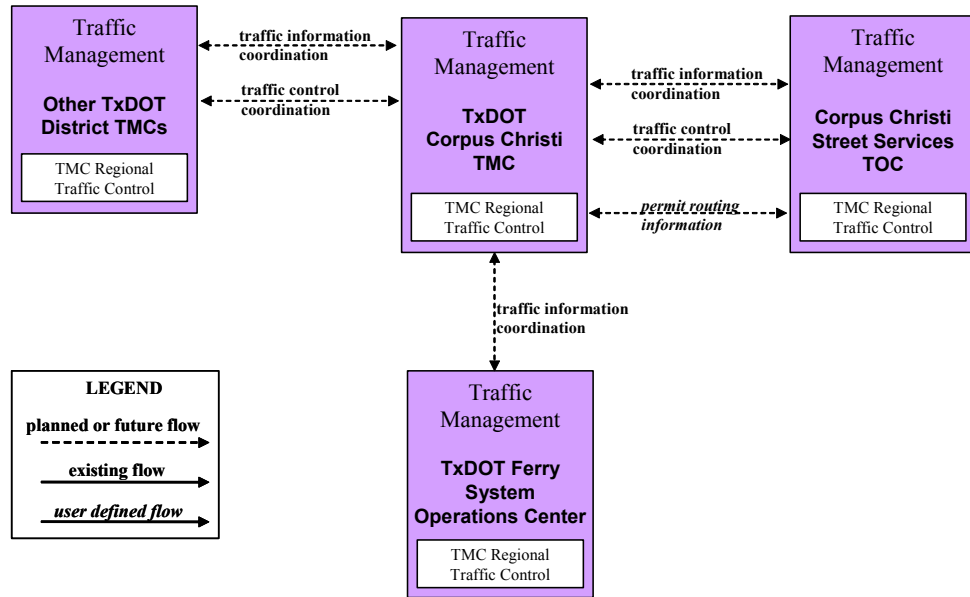 Traffic
Management
Other TxDOT
District TMCs
TMC Regional
Traffic Control
traffic information
coordination
traffic control
coordination
Traffic
Management
TxDOT
Corpus Christi
TMC
TMC Regional
Traffic Control
traffic information
coordination
traffic control
coordination
permit routing
information
Traffic
Management
Corpus Christi
Street Services
TOC
TMC Regional
Traffic Control
traffic information
coordination
LEGEND
planned or future flow
existing flow
user defined flow
Traffic
Management
TxDOT Ferry
System
Operations Center
TMC Regional
Traffic Control